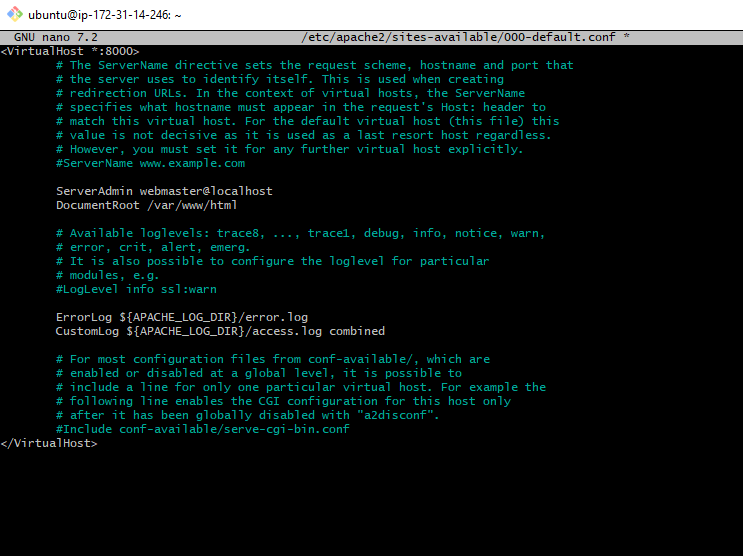 ubuntu@ip-172-31-14-246: ~
GNU nano 7.2 /etc/apache2/sites-available/000-default.conf *
<VirtualHost *:8000>
# The ServerName directive sets the request scheme, hostname and port that
# the server uses to identify itself. This is used when creating
# redirection URLs. In the context of virtual hosts, the ServerName
# specifies what hostname must appear in the request's Host: header to
# match this virtual host. For the default virtual host (this file) this
# value is not decisive as it is used as a last resort host regardless.
# However, you must set it for any further virtual host explicitly.
#ServerName www.example.com
ServerAdmin webmaster@localhost
DocumentRoot /var/www/html
# Available loglevels: trace8, ..., trace1, debug, info, notice, warn,
# error, crit, alert, emerg.
# It is also possible to configure the loglevel for particular
# modules, e.g.
#LogLevel info ssl:warn
ErrorLog ${APACHE_LOG_DIR}/error.log
CustomLog ${APACHE_LOG_DIR}/access.log combined
# For most configuration files from conf-available/, which are
# enabled or disabled at a global level, it is possible to
# include a line for only one particular virtual host. For example the
# following line enables the CGI configuration for this host only
# after it has been globally disabled with "a2disconf".
#Include conf-available/serve-cgi-bin.conf
</VirtualHost>